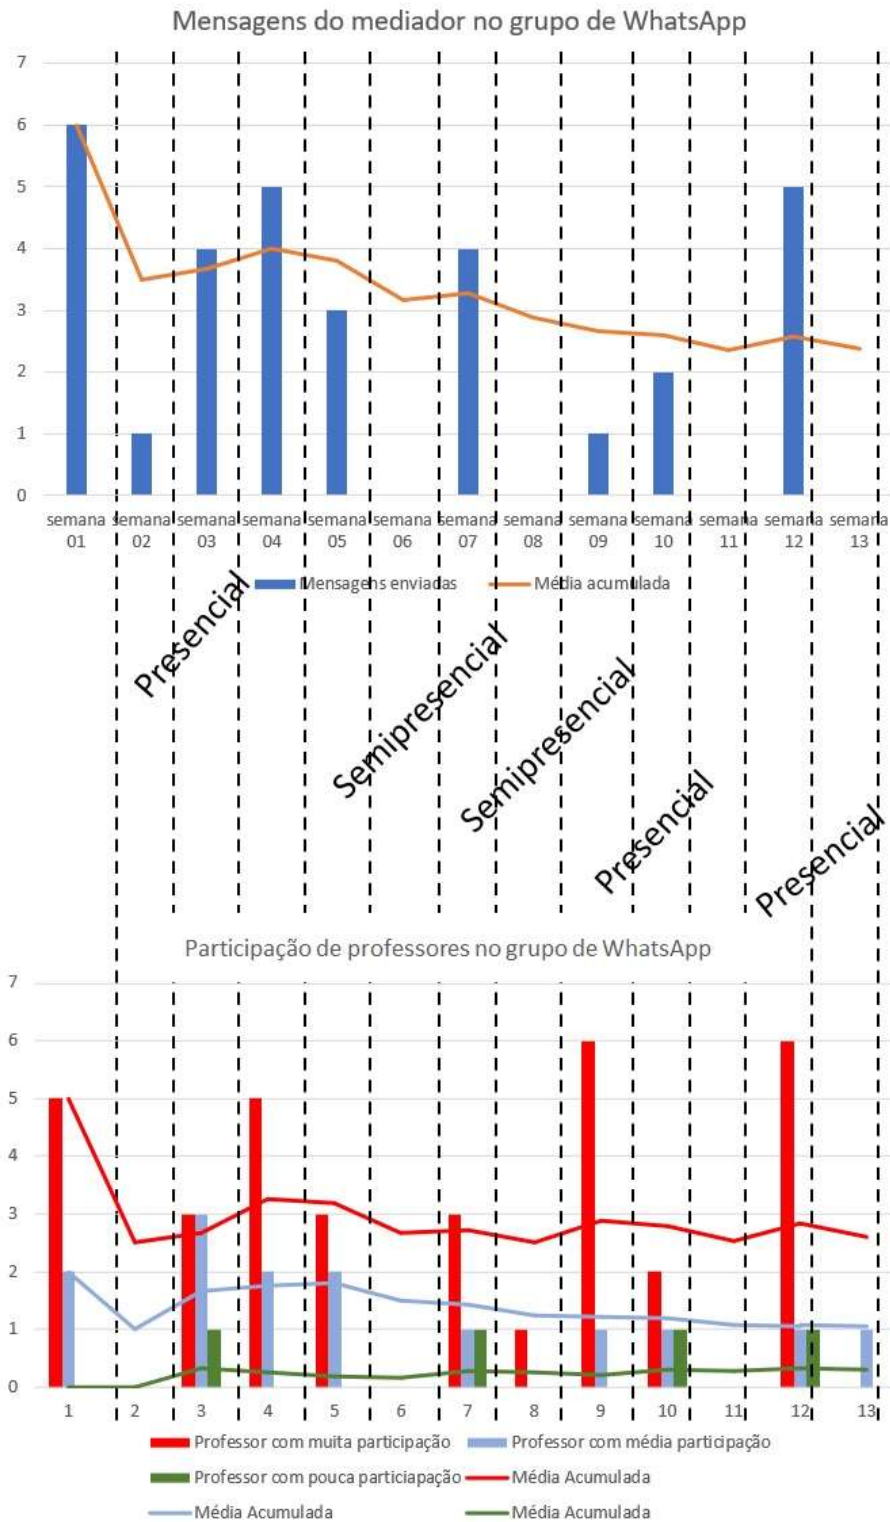 Mensagens do mediador no grupo de WhatsApp
7
6
5
4
3
2
1
0
semana 01
semana 02
semana 03
semana 04
semana 05
semana 06
semana 07
semana 08
semana 09
semana 10
semana 11
semana 12
semana 13
Mensagens enviadas
Média acumulada
Presencial
Semipresencial
Semipresencial
Presencial
Presencial
Participação de professores no grupo de WhatsApp
7
6
5
4
3
2
1
0
1 2 3 4 5 6 7 8 9 10 11 12 13
Professor com muita participação
Professor com média participação
Professor com pouca particiapação
Média Acumulada
Média Acumulada
Média Acumulada